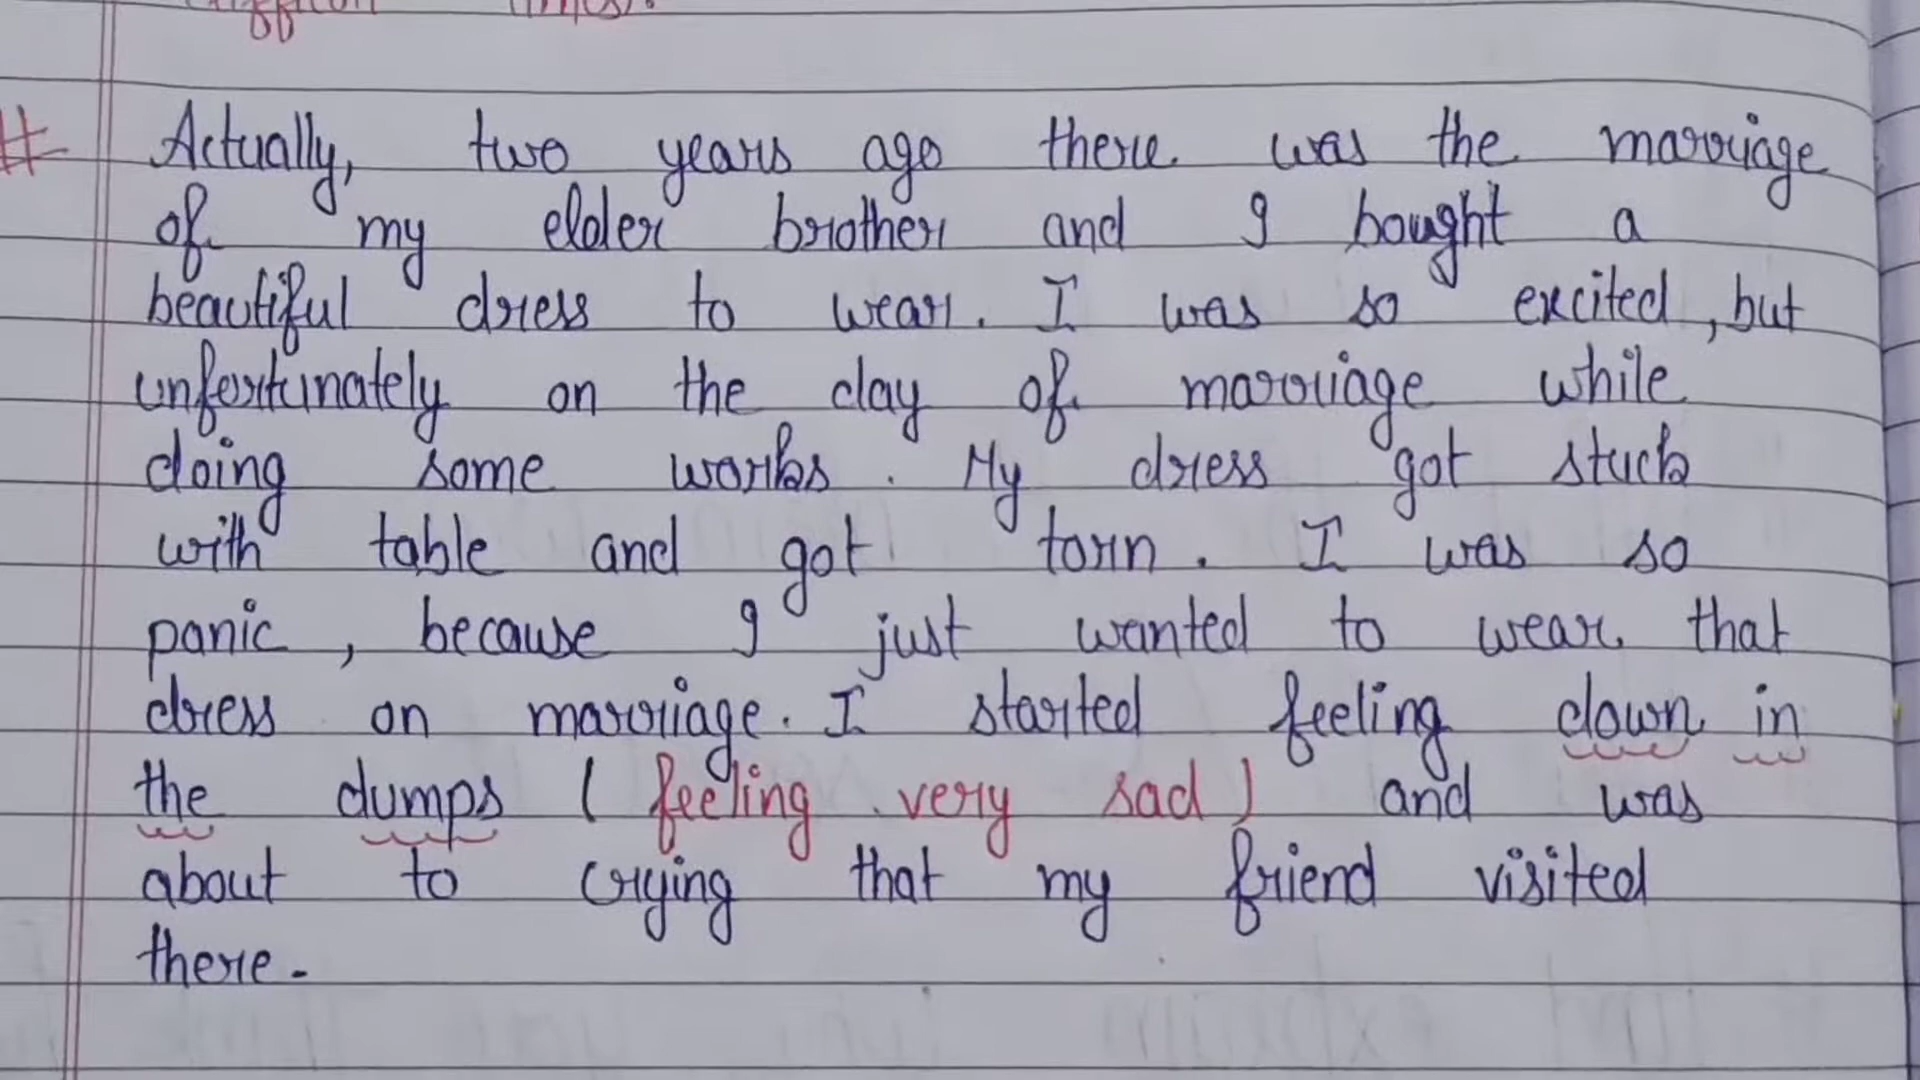 # Actually, two years ago there was the marriage
of my elder brother and I bought a
beautiful dress to wear. I was so excited, but
unfortunately on the day of marriage while
doing some works. My dress got stuck
with table and got torn. I was so
panic, because I just wanted to wear that
dress on marriage. I started feeling down in
the dumps (feeling very sad) and was
about to crying that my friend visited
there.